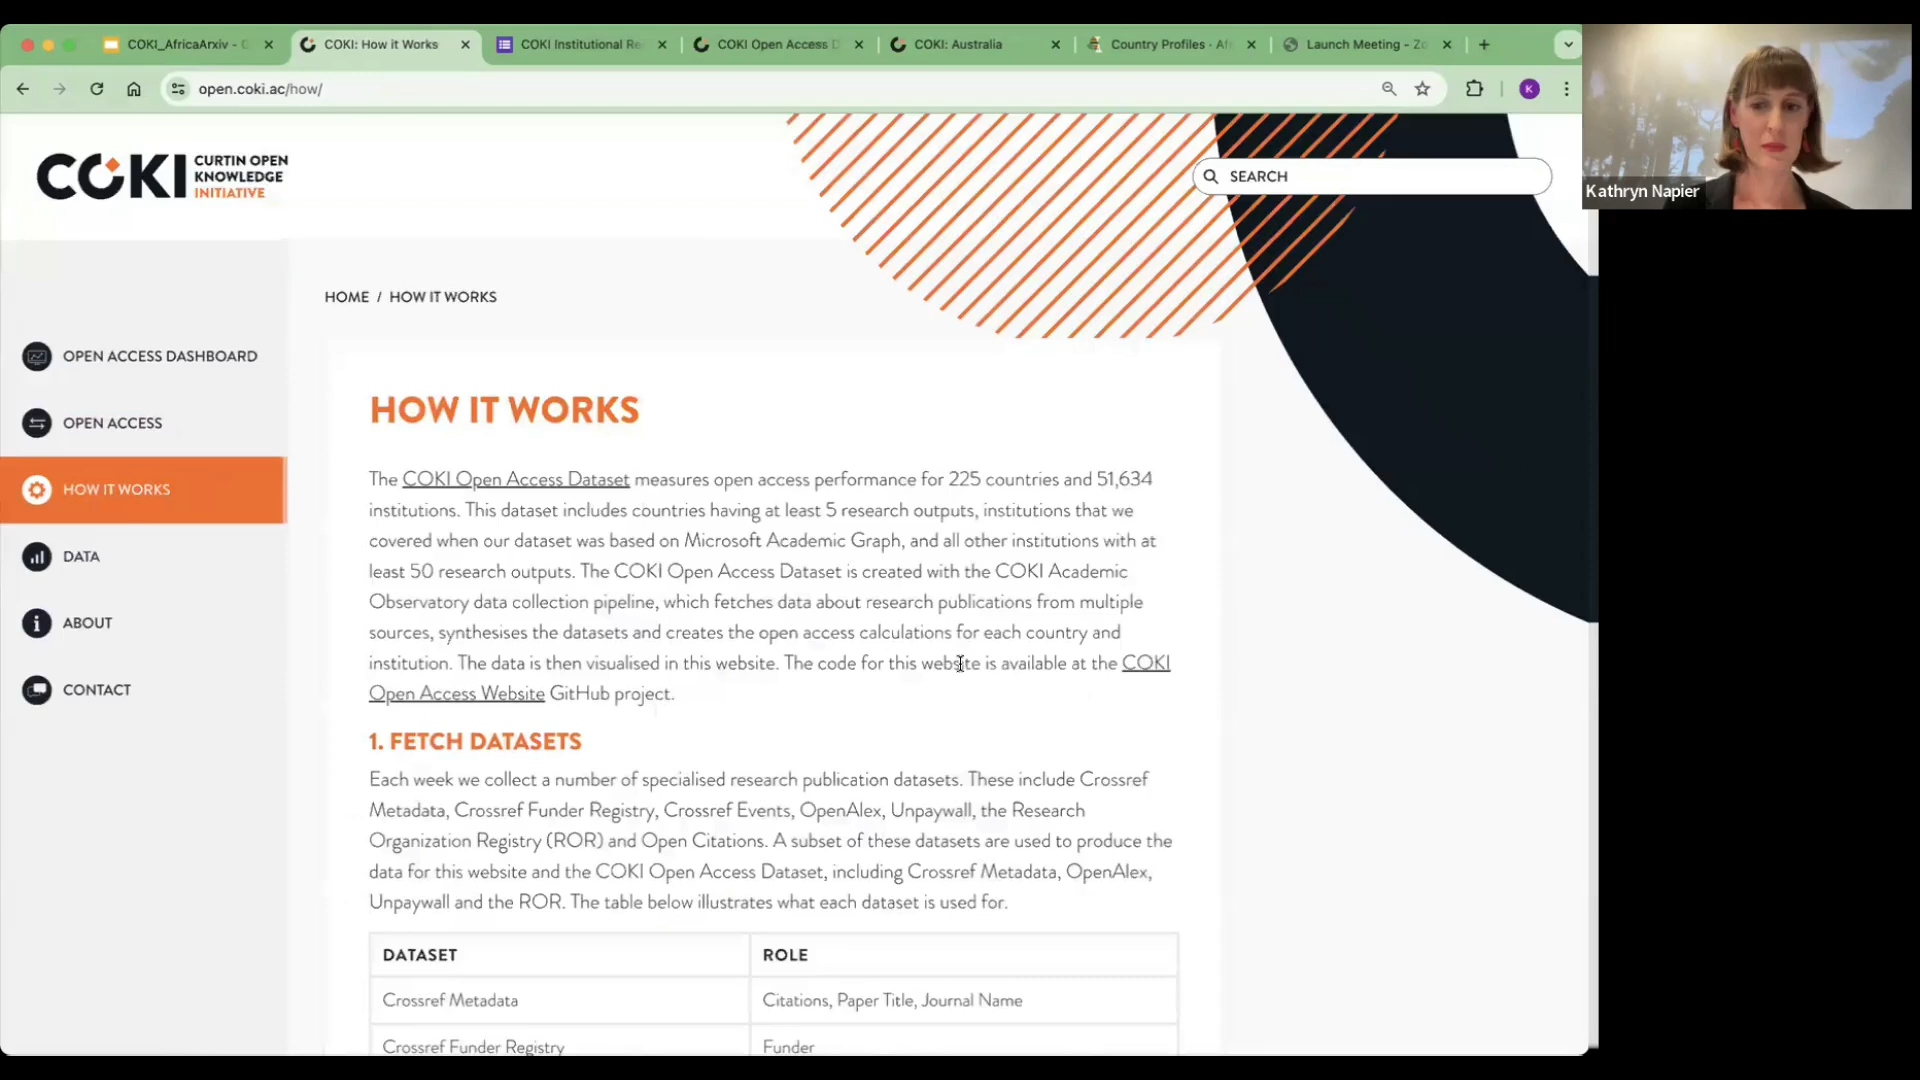 COKI_AfricaArxiv - G
COKI: How it Works
COKI Institutional Re
COKI Open Access D
COKI: Australia
Country Profiles - Af
Launch Meeting - Zo
open.coki.ac/how/
K
Kathryn Napier
COKI CURTIN OPEN
KNOWLEDGE
INITIATIVE
SEARCH
HOME / HOW IT WORKS
OPEN ACCESS DASHBOARD
OPEN ACCESS
HOW IT WORKS
DATA
ABOUT
CONTACT
HOW IT WORKS
The COKI Open Access Dataset measures open access performance for 225 countries and 51,634
institutions. This dataset includes countries having at least 5 research outputs, institutions that we
covered when our dataset was based on Microsoft Academic Graph, and all other institutions with at
least 50 research outputs. The COKI Open Access Dataset is created with the COKI Academic
Observatory data collection pipeline, which fetches data about research publications from multiple
sources, synthesises the datasets and creates the open access calculations for each country and
institution. The data is then visualised in this website. The code for this website is available at the COKI
Open Access Website GitHub project.
1. FETCH DATASETS
Each week we collect a number of specialised research publication datasets. These include Crossref
Metadata, Crossref Funder Registry, Crossref Events, OpenAlex, Unpaywall, the Research
Organization Registry (ROR) and Open Citations. A subset of these datasets are used to produce the
data for this website and the COKI Open Access Dataset, including Crossref Metadata, OpenAlex,
Unpaywall and the ROR. The table below illustrates what each dataset is used for.
DATASET ROLE
Crossref Metadata Citations, Paper Title, Journal Name
Crossref Funder Registry Funder